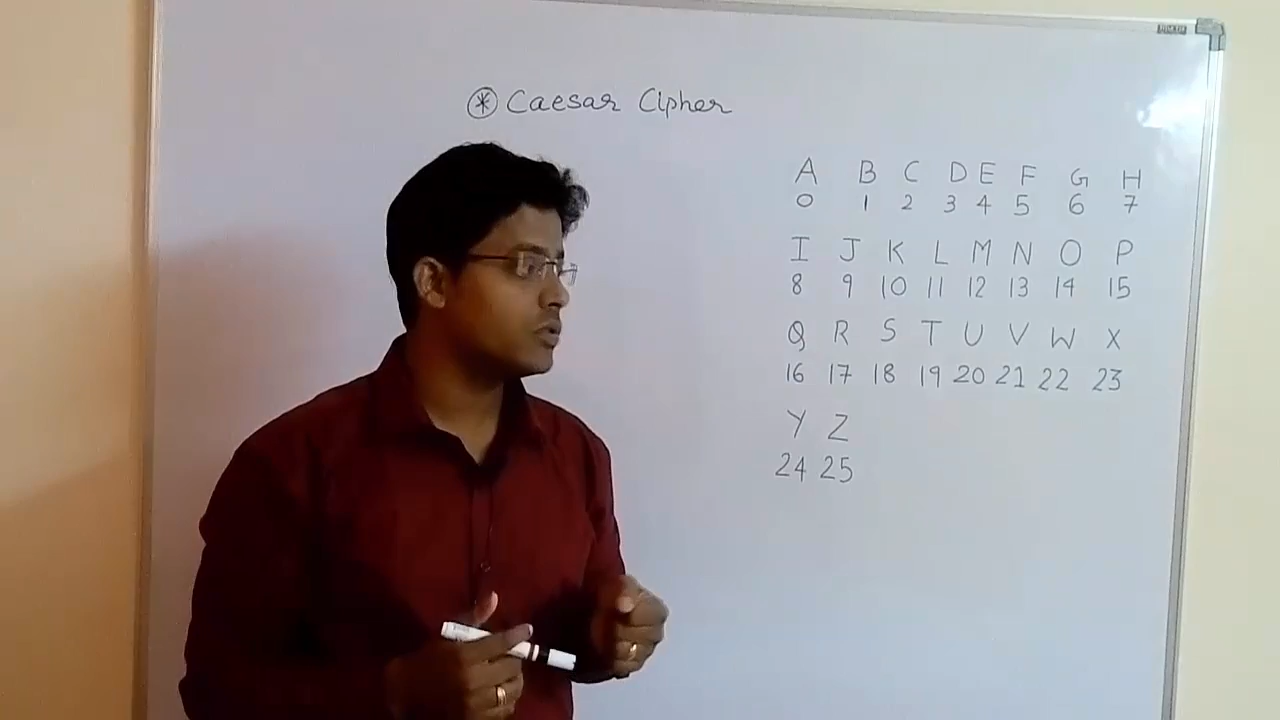 ⊛ Caesar Cipher
A B C D E F G H
0 1 2 3 4 5 6 7
I J K L M N O P
8 9 10 11 12 13 14 15
Q R S T U V W X
16 17 18 19 20 21 22 23
Y Z
24 25